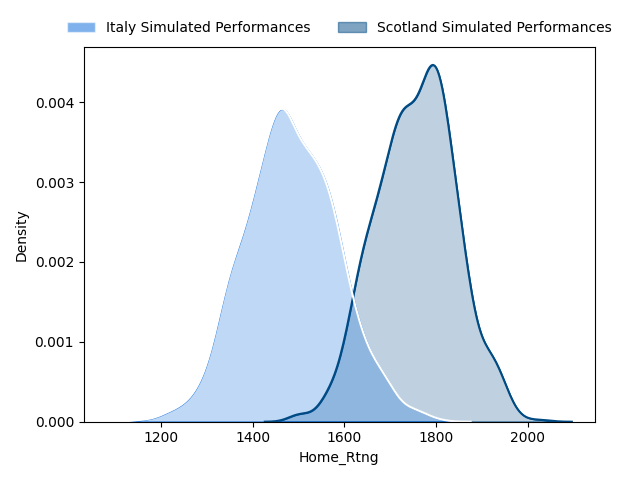 Italy Simulated Performances Scotland Simulated Performances
0.004
0.003
0.002
0.001
0.000
Density
1200 1400 1600 1800 2000
Home_Rtng